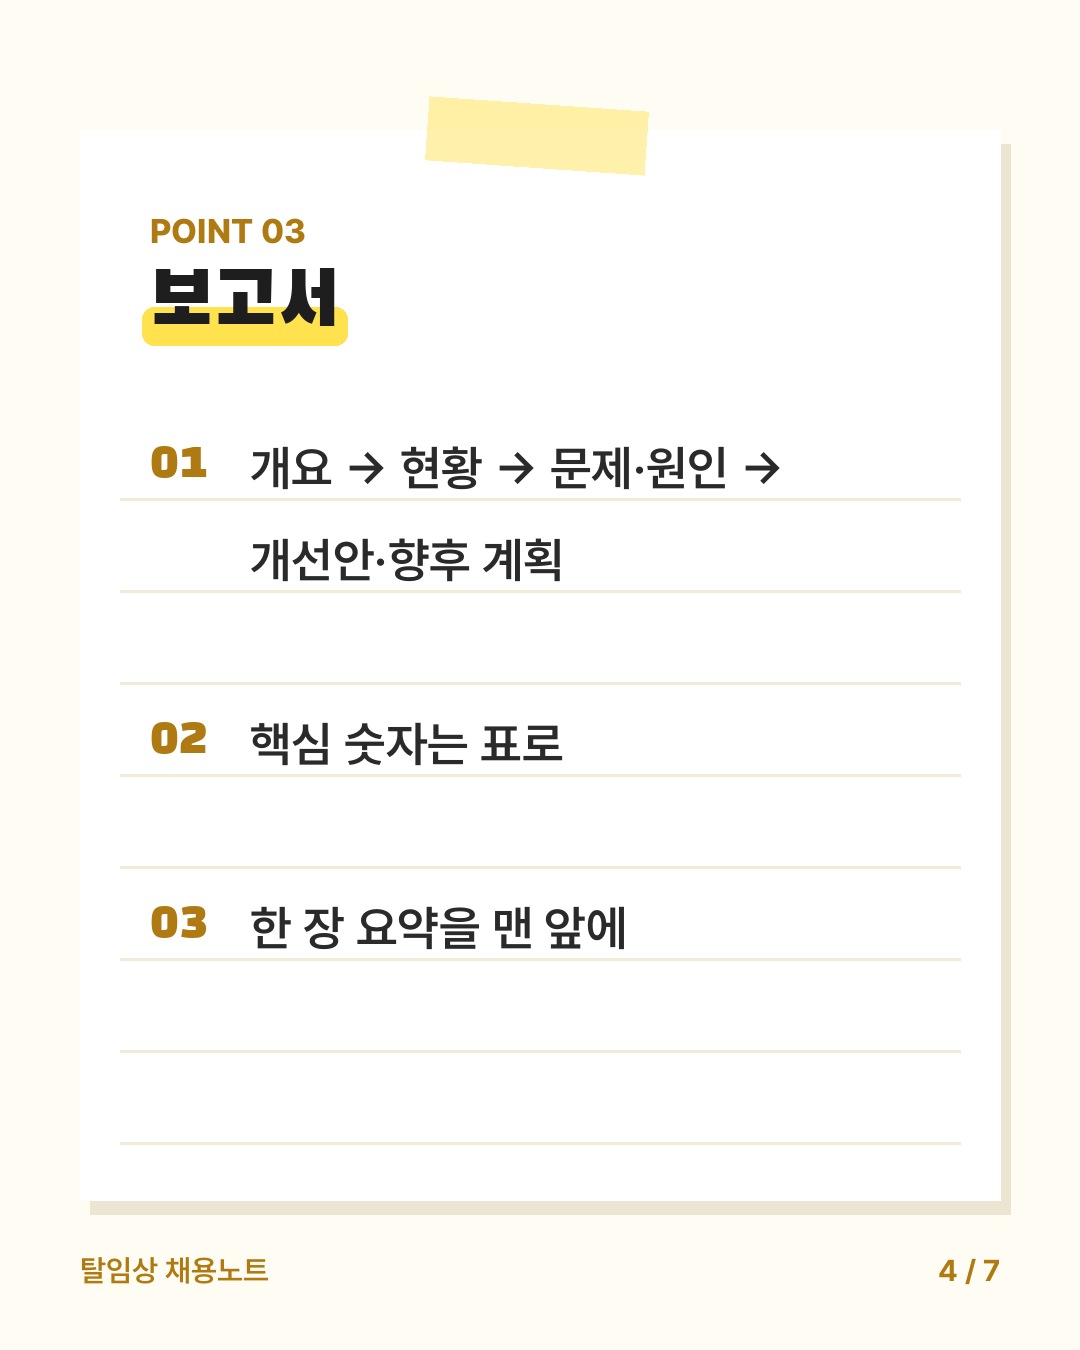 POINT 03
보고서
01 개요 → 현황 → 문제·원인 →
개선안·향후 계획
02 핵심 숫자는 표로
03 한 장 요약을 맨 앞에
탈임상 채용노트
4 / 7